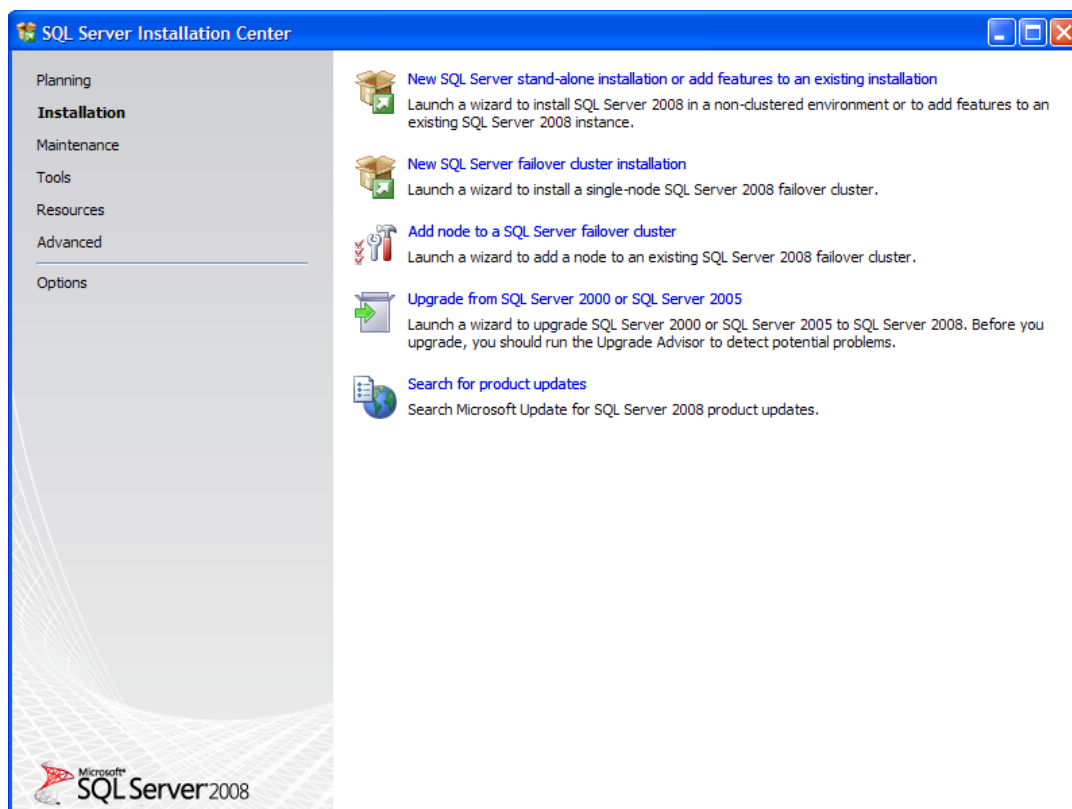 SQL Server Installation Center
Planning
Installation
Maintenance
Tools
Resources
Advanced
Options
New SQL Server stand-alone installation or add features to an existing installation
Launch a wizard to install SQL Server 2008 in a non-clustered environment or to add features to an
existing SQL Server 2008 instance.
New SQL Server failover cluster installation
Launch a wizard to install a single-node SQL Server 2008 failover cluster.
Add node to a SQL Server failover cluster
Launch a wizard to add a node to an existing SQL Server 2008 failover cluster.
Upgrade from SQL Server 2000 or SQL Server 2005
Launch a wizard to upgrade SQL Server 2000 or SQL Server 2005 to SQL Server 2008. Before you
upgrade, you should run the Upgrade Advisor to detect potential problems.
Search for product updates
Search Microsoft Update for SQL Server 2008 product updates.
Microsoft
SQL Server 2008